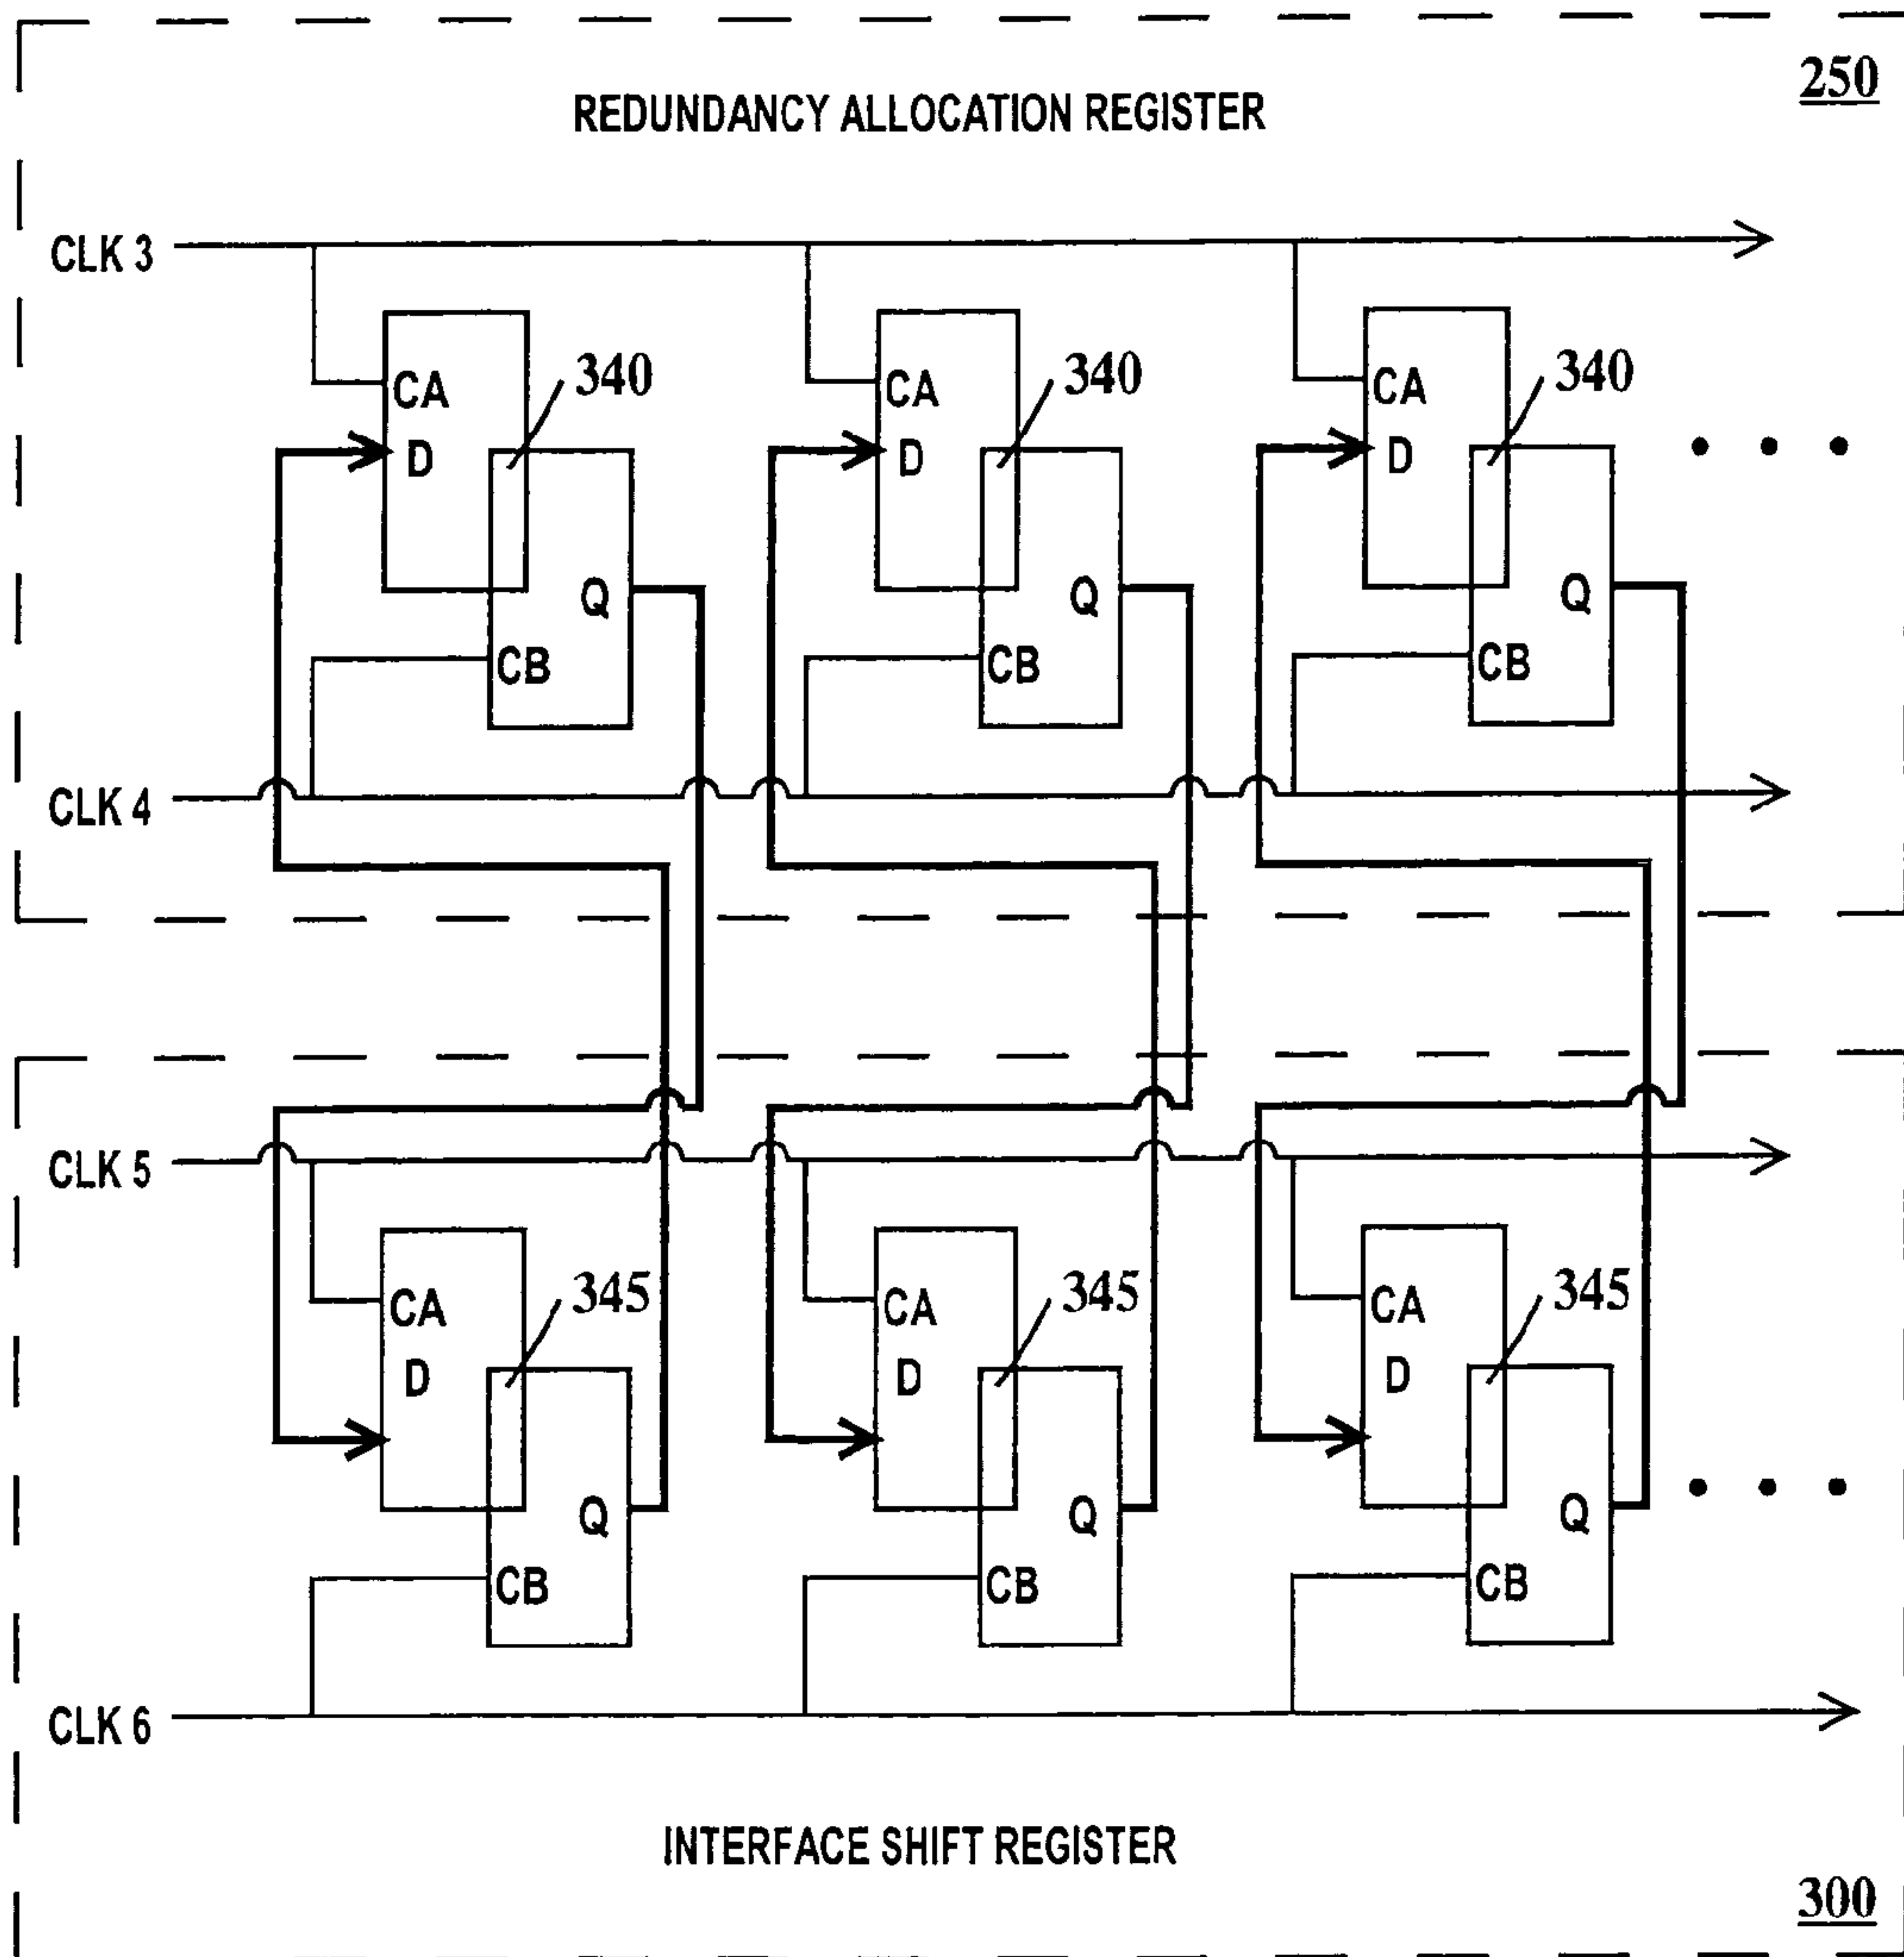 250
REDUNDANCY ALLOCATION REGISTER
CLK 3
340 340 340
CA CA CA
D D D
Q Q Q
CB CB CB
CLK 4
CLK 5
345 345 345
CA CA CA
D D D
Q Q Q
CB CB CB
CLK 6
INTERFACE SHIFT REGISTER
300